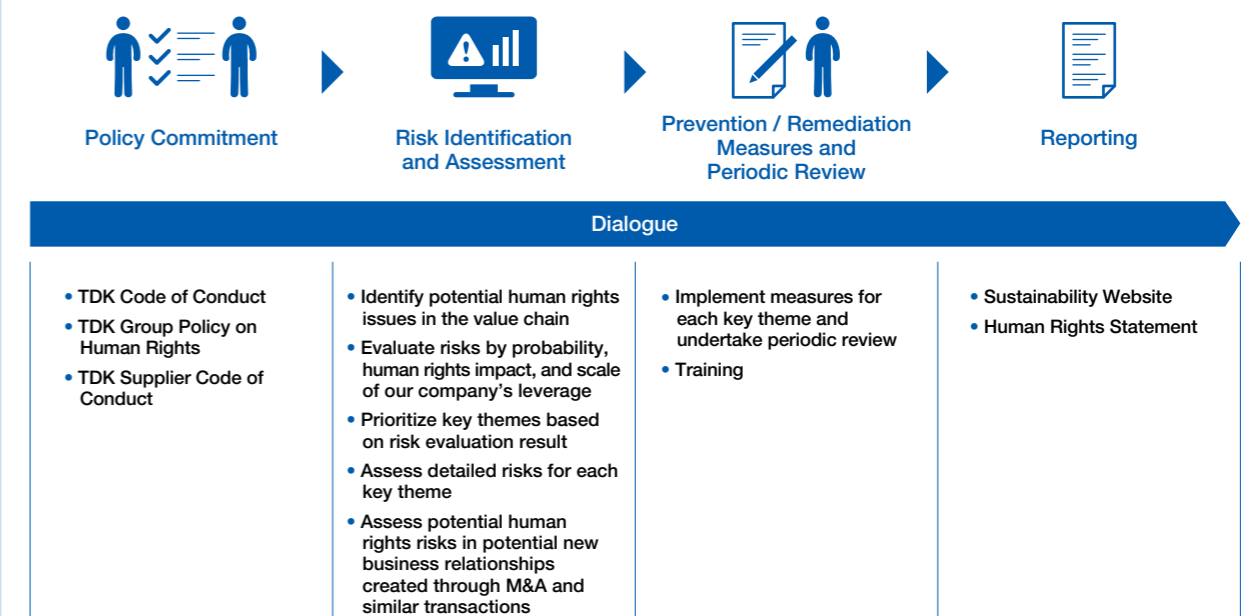 Policy Commitment
Risk Identification
and Assessment
Prevention / Remediation
Measures and
Periodic Review
Reporting
Dialogue
• TDK Code of Conduct
• TDK Group Policy on
Human Rights
• TDK Supplier Code of
Conduct
• Identify potential human rights
issues in the value chain
• Evaluate risks by probability,
human rights impact, and scale
of our company's leverage
• Prioritize key themes based
on risk evaluation result
• Assess detailed risks for each
key theme
• Assess potential human
rights risks in potential new
business relationships
created through M&A and
similar transactions
• Implement measures for
each key theme and
undertake periodic review
• Training
• Sustainability Website
• Human Rights Statement